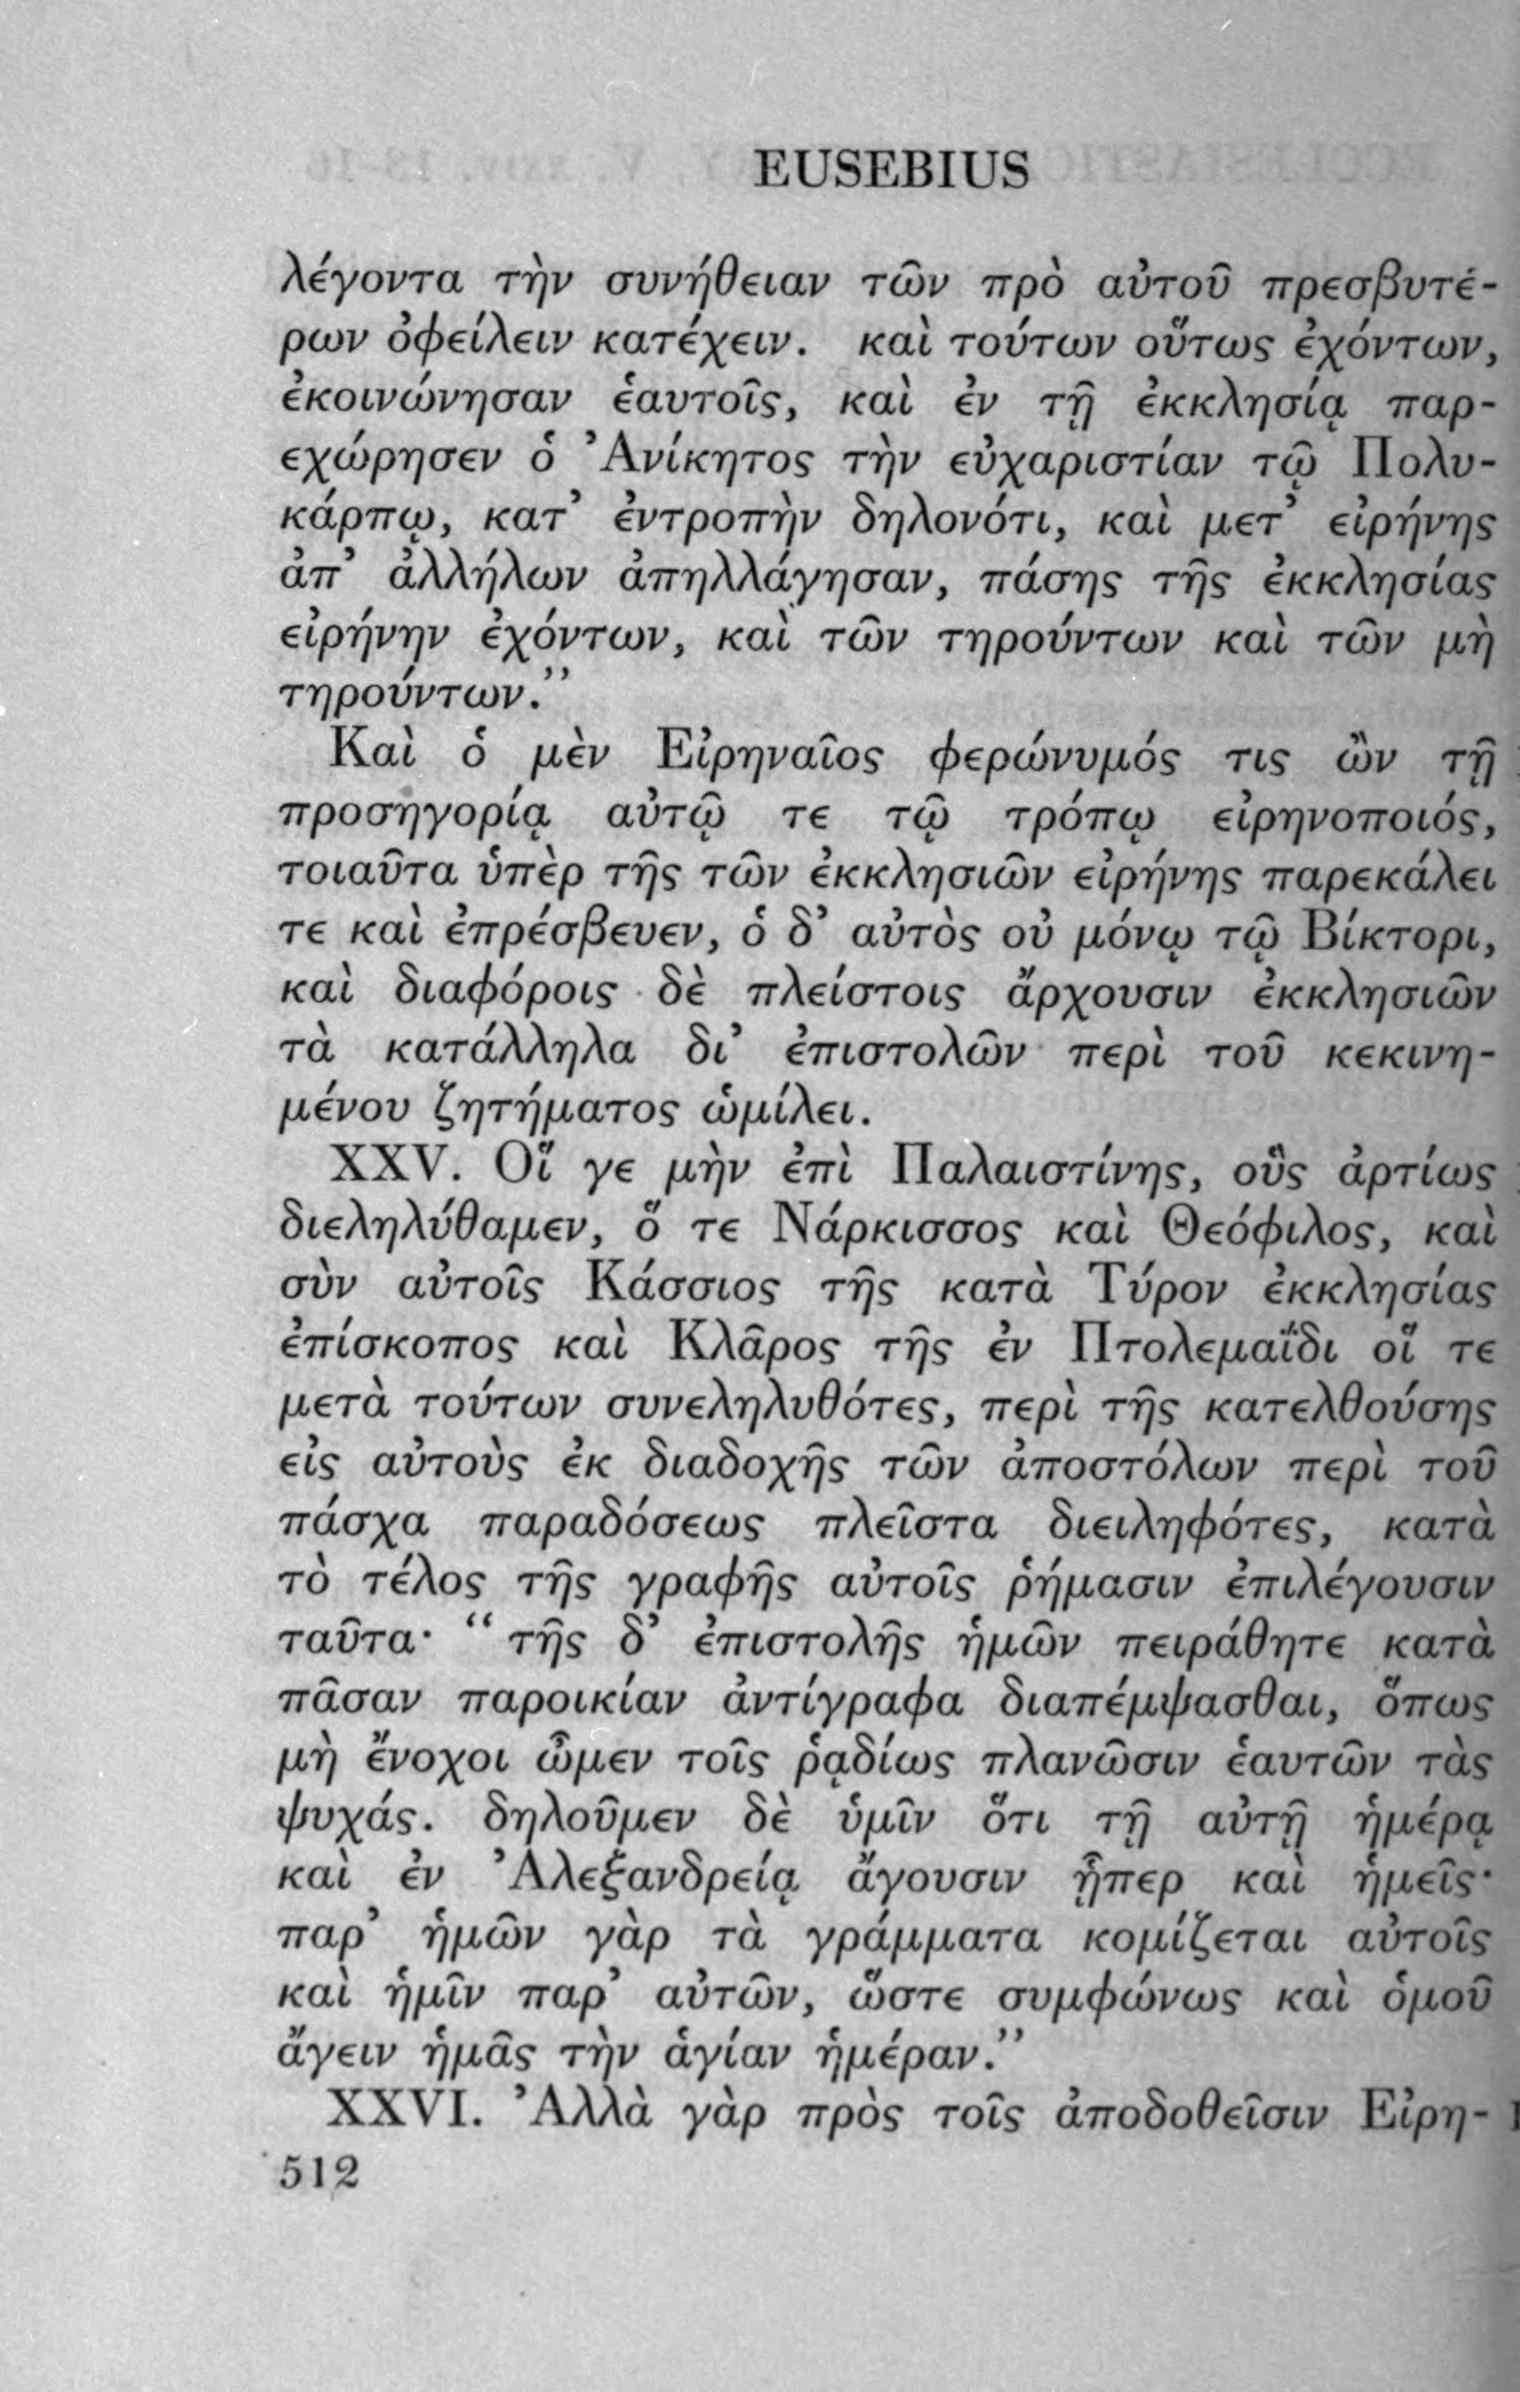 EUSEBIUS
λέγοντα τὴν συνήθειαν τῶν πρὸ αὐτοῦ πρεσβυτέ-
ρων ὀφείλειν κατέχειν. καὶ τούτων οὕτως ἐχόντων,
ἐκοινώνησαν ἑαυτοῖς, καὶ ἐν τῇ ἐκκλησίᾳ παρ-
εχώρησεν ὁ Ἀνίκητος τὴν εὐχαριστίαν τῷ Πολυ-
κάρπῳ, κατ’ ἐντροπὴν δηλονότι, καὶ μετ’ εἰρήνης
ἀπ’ ἀλλήλων ἀπηλλάγησαν, πάσης τῆς ἐκκλησίας
εἰρήνην ἐχόντων, καὶ τῶν τηρούντων καὶ τῶν μὴ
τηρούντων.”
Καὶ ὁ μὲν Εἰρηναῖος φερώνυμός τις ὢν τῇ
προσηγορίᾳ αὐτῷ τε τῷ τρόπῳ εἰρηνοποιός,
τοιαῦτα ὑπὲρ τῆς τῶν ἐκκλησιῶν εἰρήνης παρεκάλει
τε καὶ ἐπρέσβευεν, ὁ δ’ αὐτὸς οὐ μόνῳ τῷ Βίκτορι,
καὶ διαφόροις δὲ πλείστοις ἄρχουσιν ἐκκλησιῶν
τὰ κατάλληλα δι’ ἐπιστολῶν περὶ τοῦ κεκινη-
μένου ζητήματος ὡμίλει.
XXV. Οἵ γε μὴν ἐπὶ Παλαιστίνης, οὓς ἀρτίως
διεληλύθαμεν, ὅ τε Νάρκισσος καὶ Θεόφιλος, καὶ
σὺν αὐτοῖς Κάσσιος τῆς κατὰ Τύρον ἐκκλησίας
ἐπίσκοπος καὶ Κλᾶρος τῆς ἐν Πτολεμαΐδι οἵ τε
μετὰ τούτων συνεληλυθότες, περὶ τῆς κατελθούσης
εἰς αὐτοὺς ἐκ διαδοχῆς τῶν ἀποστόλων περὶ τοῦ
πάσχα παραδόσεως πλεῖστα διειληφότες, κατὰ
τὸ τέλος τῆς γραφῆς αὐτοῖς ῥήμασιν ἐπιλέγουσιν
ταῦτα· “τῆς δ’ ἐπιστολῆς ἡμῶν πειράθητε κατὰ
πᾶσαν παροικίαν ἀντίγραφα διαπέμψασθαι, ὅπως
μὴ ἔνοχοι ὦμεν τοῖς ῥᾳδίως πλανῶσιν ἑαυτῶν τὰς
ψυχάς. δηλοῦμεν δὲ ὑμῖν ὅτι τῇ αὐτῇ ἡμέρᾳ
καὶ ἐν Ἀλεξανδρείᾳ ἄγουσιν ᾗπερ καὶ ἡμεῖς·
παρ’ ἡμῶν γὰρ τὰ γράμματα κομίζεται αὐτοῖς
καὶ ἡμῖν παρ’ αὐτῶν, ὥστε συμφώνως καὶ ὁμοῦ
ἄγειν ἡμᾶς τὴν ἁγίαν ἡμέραν.”
XXVI. Ἀλλὰ γὰρ πρὸς τοῖς ἀποδοθεῖσιν Εἰρη-
512